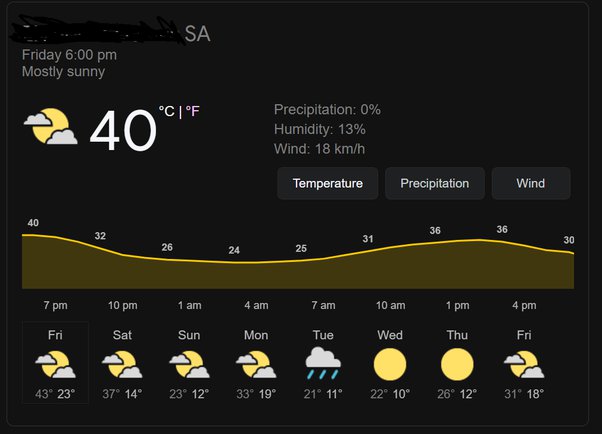 SA
Friday 6:00 pm
Mostly sunny
40 °C | °F
Precipitation: 0%
Humidity: 13%
Wind: 18 km/h
Temperature Precipitation Wind
40 32 26 24 25 31 36 36 30
7 pm 10 pm 1 am 4 am 7 am 10 am 1 pm 4 pm
Fri Sat Sun Mon Tue Wed Thu Fri
43° 23° 37° 14° 23° 12° 33° 19° 21° 11° 22° 10° 26° 12° 31° 18°